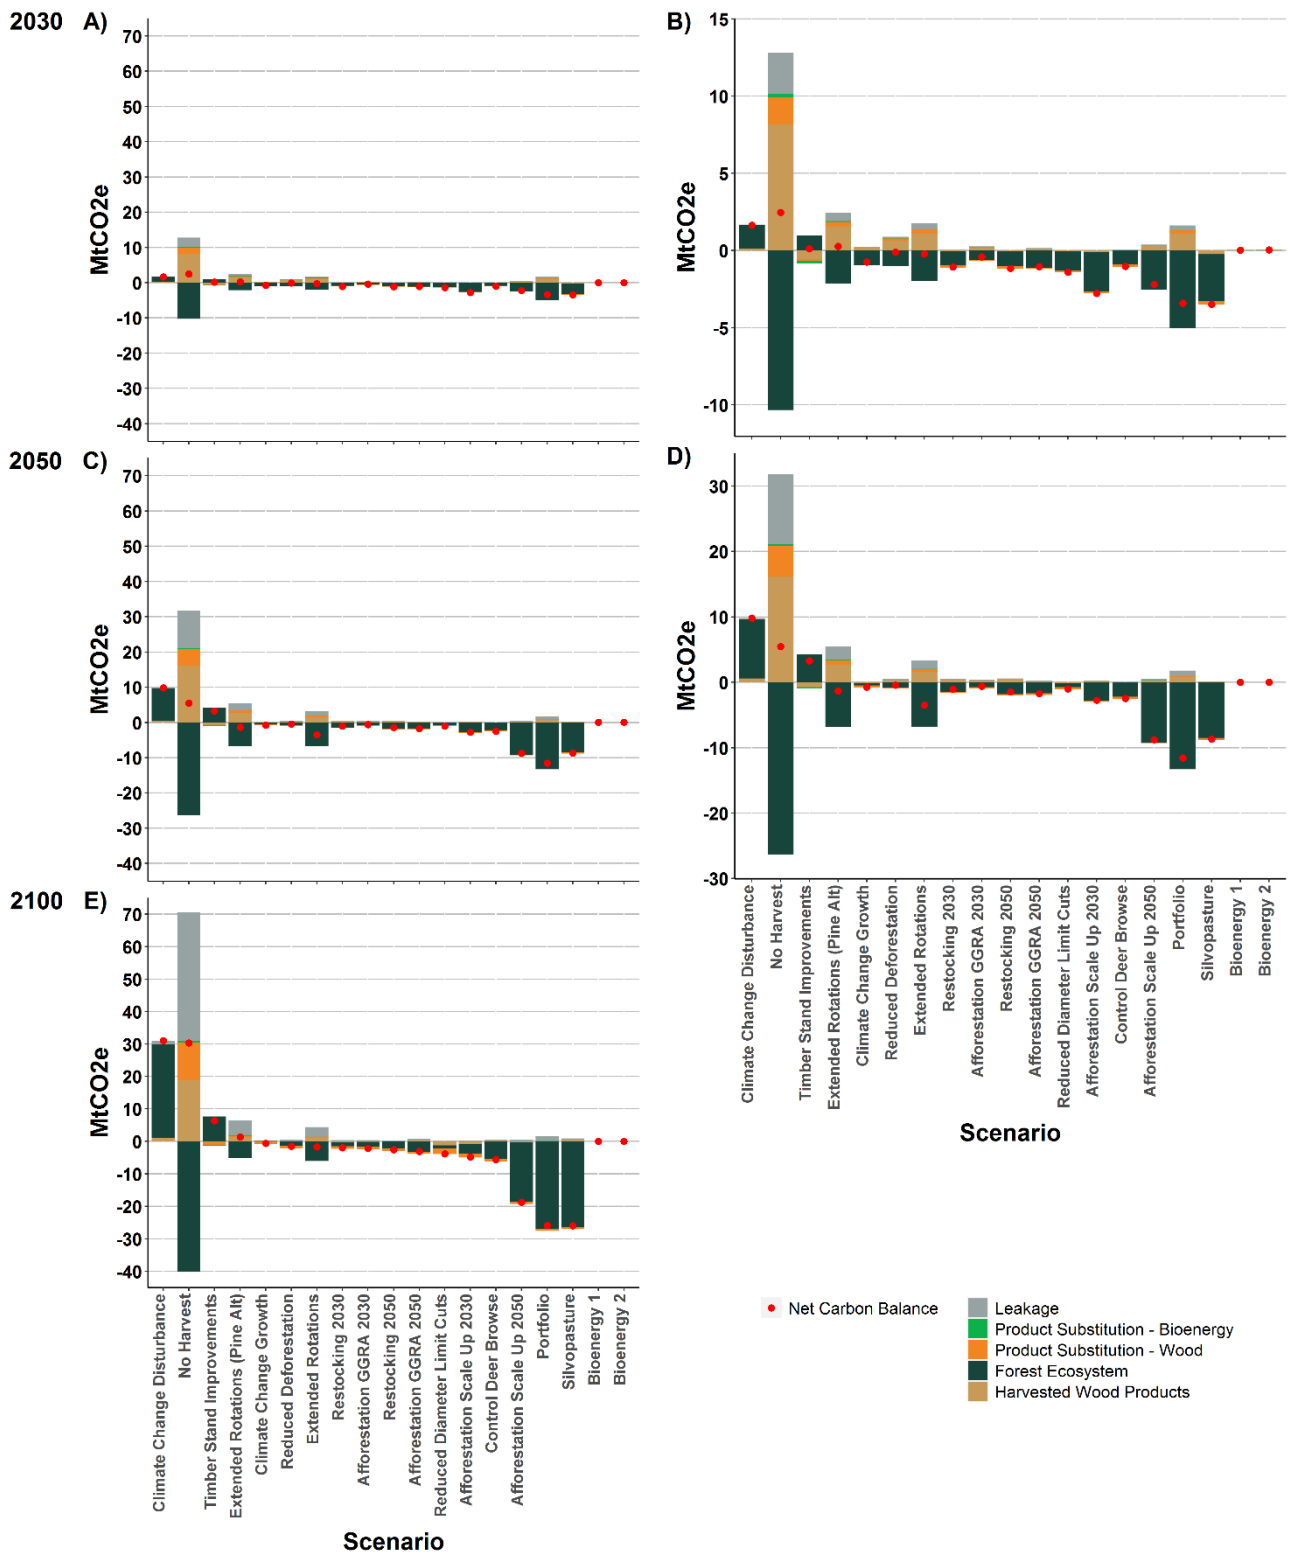 2030 A)
70
60
50
40
30
20
10
0
-10
-20
-30
-40
MtCO2e
B)
15
10
5
0
-5
-10
MtCO2e
2050 C)
70
60
50
40
30
20
10
0
-10
-20
-30
-40
MtCO2e
D)
30
20
10
0
-10
-20
-30
MtCO2e
Climate Change Disturbance
No Harvest
Timber Stand Improvements
Extended Rotations (Pine Alt)
Climate Change Growth
Reduced Deforestation
Extended Rotations
Restocking 2030
Afforestation GGRA 2030
Restocking 2050
Afforestation GGRA 2050
Reduced Diameter Limit Cuts
Afforestation Scale Up 2030
Control Deer Browse
Afforestation Scale Up 2050
Portfolio
Silvopasture
Bioenergy 1
Bioenergy 2
Scenario
2100 E)
70
60
50
40
30
20
10
0
-10
-20
-30
-40
MtCO2e
Climate Change Disturbance
No Harvest
Timber Stand Improvements
Extended Rotations (Pine Alt)
Climate Change Growth
Reduced Deforestation
Extended Rotations
Restocking 2030
Afforestation GGRA 2030
Restocking 2050
Afforestation GGRA 2050
Reduced Diameter Limit Cuts
Afforestation Scale Up 2030
Control Deer Browse
Afforestation Scale Up 2050
Portfolio
Silvopasture
Bioenergy 1
Bioenergy 2
Scenario
Net Carbon Balance
Leakage
Product Substitution - Bioenergy
Product Substitution - Wood
Forest Ecosystem
Harvested Wood Products